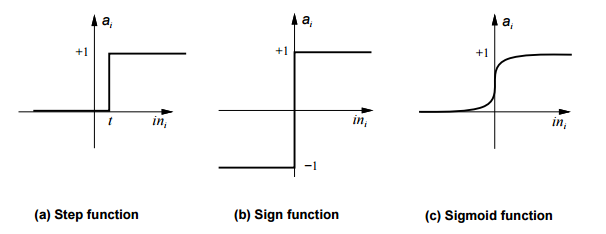 a_i
+1
t
in_i
(a) Step function
a_i
+1
in_i
−1
(b) Sign function
a_i
+1
in_i
(c) Sigmoid function